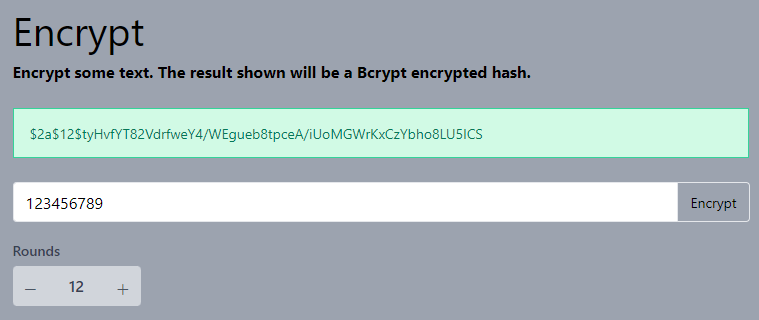 Encrypt
Encrypt some text. The result shown will be a Bcrypt encrypted hash.
$2a$12$tyHvfYT82VdrfweY4/WEgueb8tpceA/iUoMGWrKxCzYbho8LU5ICS
123456789
Encrypt
Rounds
− 12 +